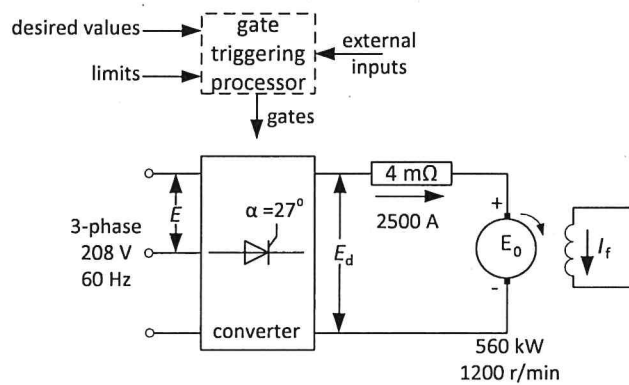 desired values
limits
gate
triggering
processor
external
inputs
gates
3-phase
208 V
60 Hz
E
α =27°
converter
E_d
4 mΩ
2500 A
+
E_0
-
I_f
560 kW
1200 r/min